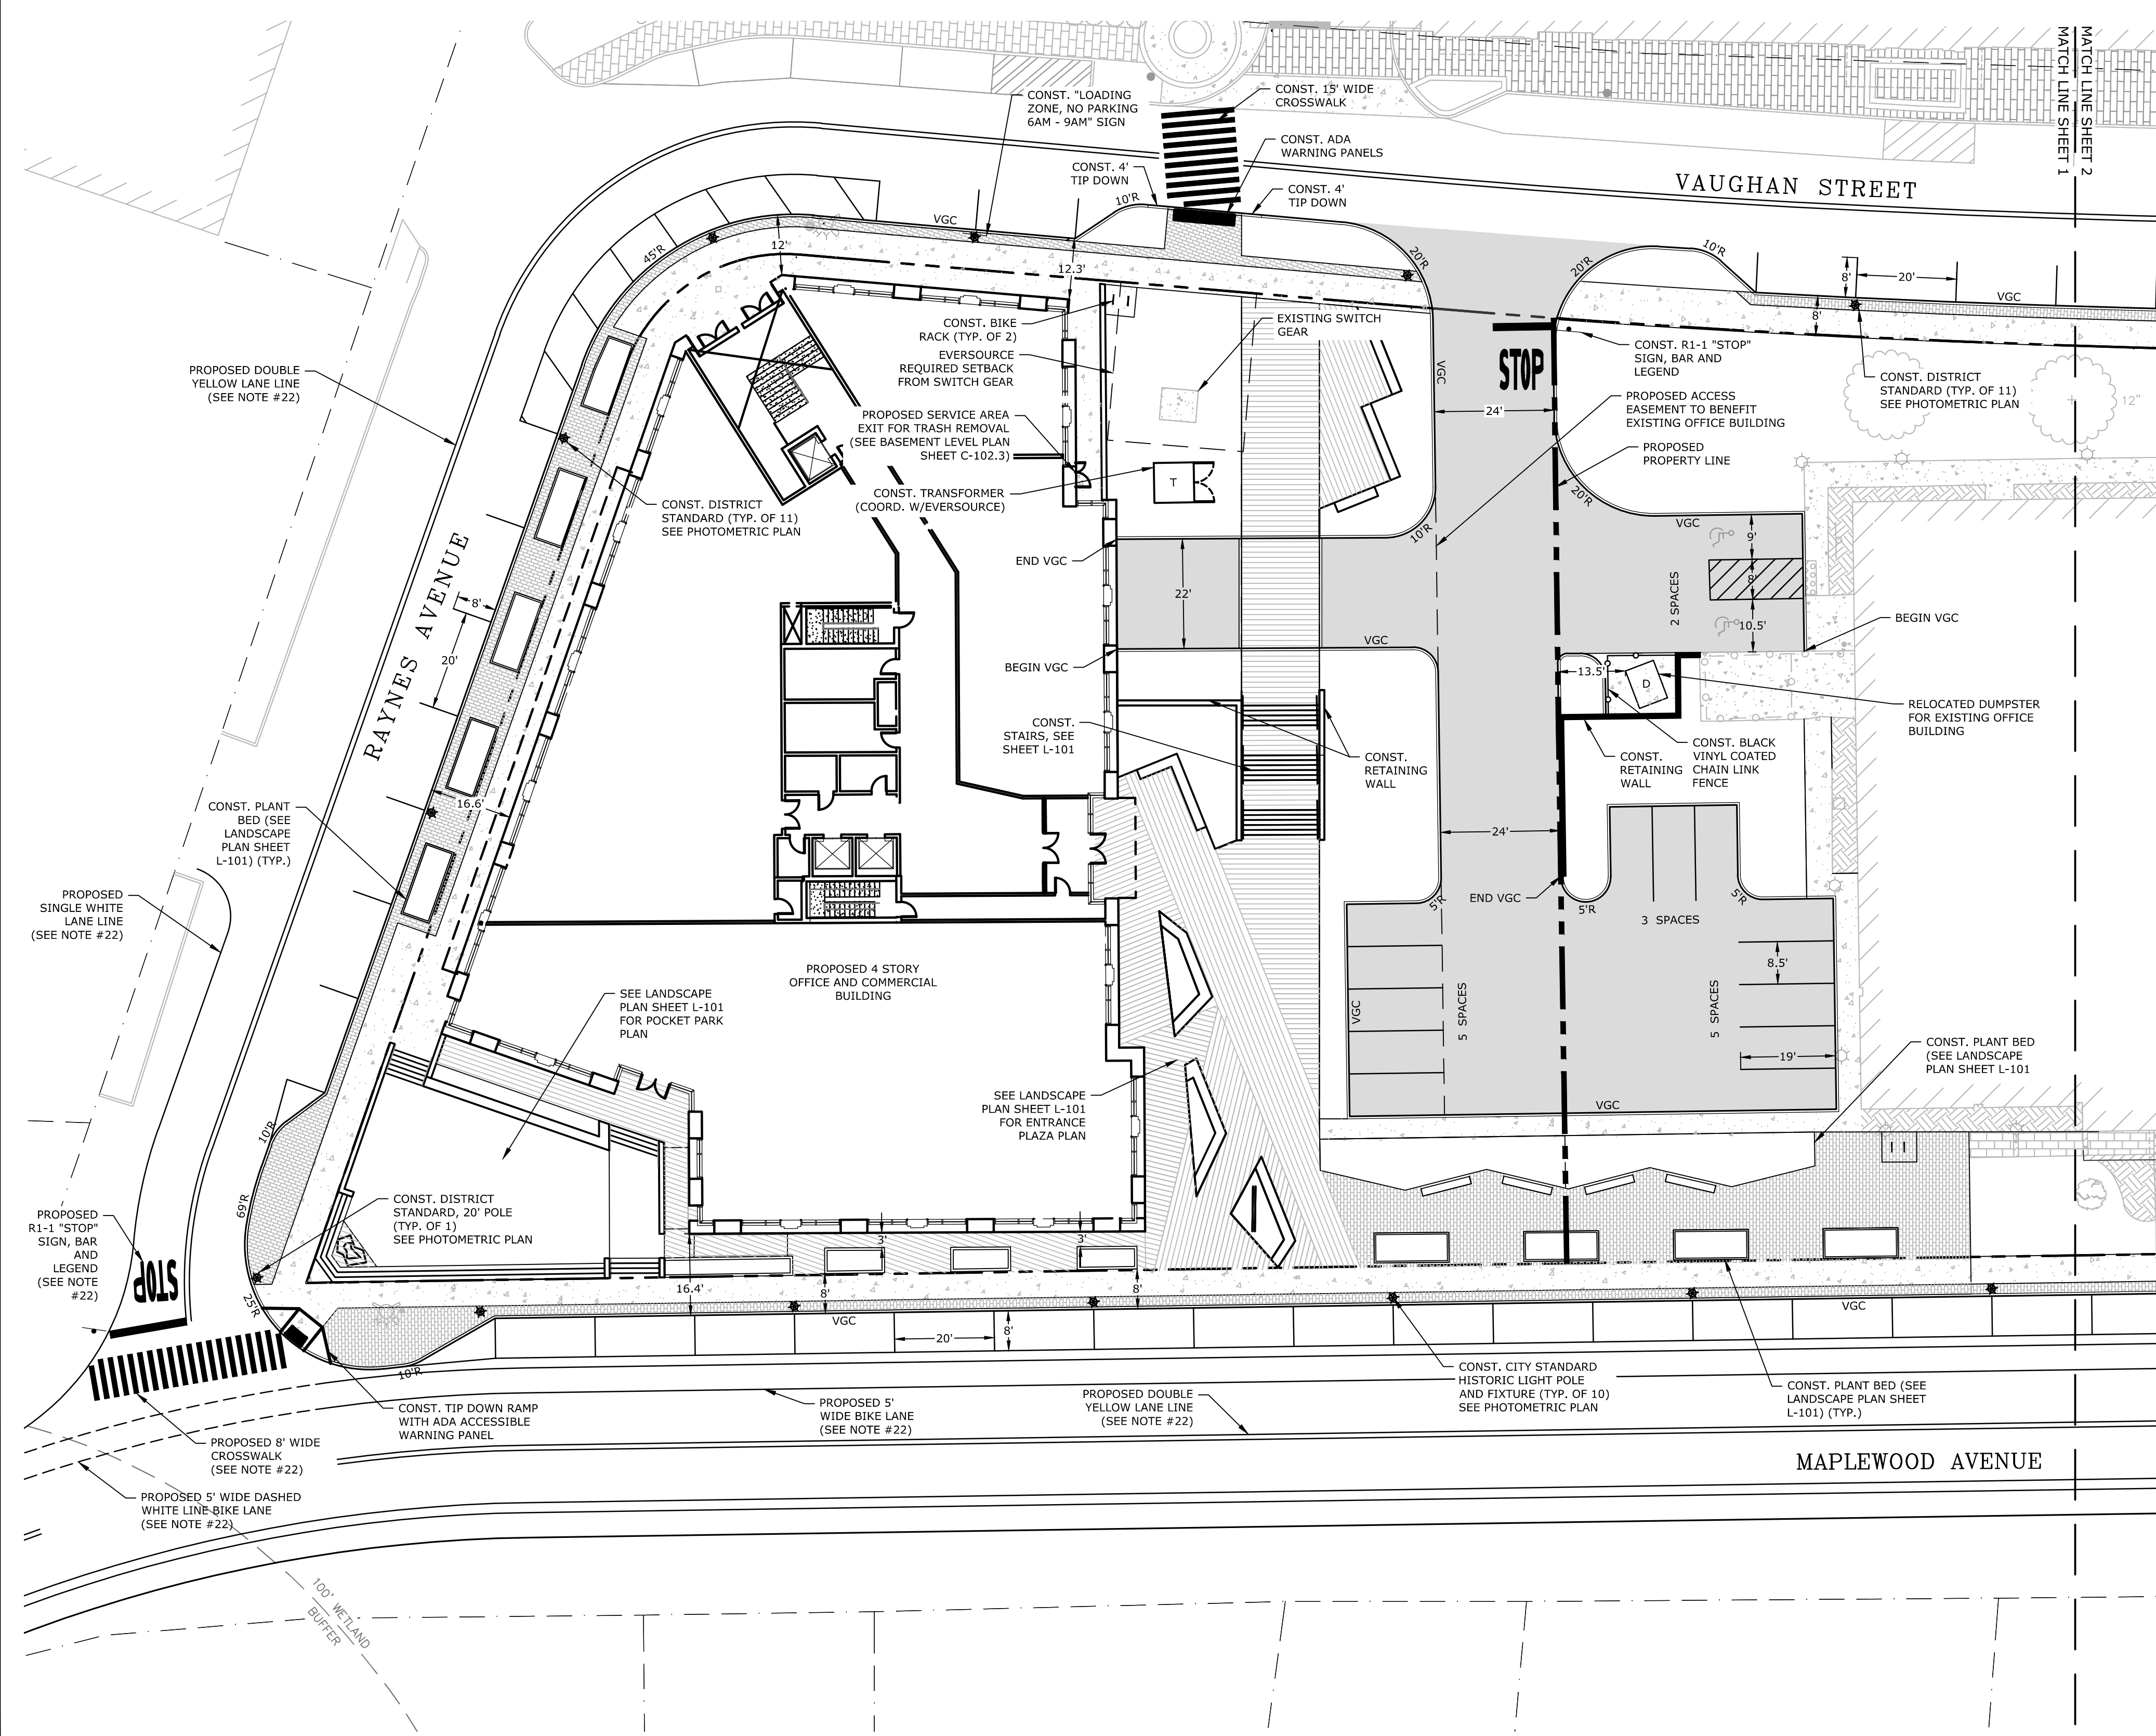 MATCH LINE SHEET 2
MATCH LINE SHEET 1
CONST. "LOADING
ZONE, NO PARKING
6AM - 9AM" SIGN
CONST. 15' WIDE
CROSSWALK
CONST. ADA
WARNING PANELS
CONST. 4'
TIP DOWN
CONST. 4'
TIP DOWN
VAUGHAN STREET
10'R
VGC
45'R
12'
12.3'
20'R
20'R
10'R
8'
20'
VGC
8'
CONST. BIKE
RACK (TYP. OF 2)
EXISTING SWITCH
GEAR
EVERSOURCE
REQUIRED SETBACK
FROM SWITCH GEAR
VGC
STOP
CONST. R1-1 "STOP"
SIGN, BAR AND
LEGEND
CONST. DISTRICT
STANDARD (TYP. OF 11)
SEE PHOTOMETRIC PLAN
12"
PROPOSED DOUBLE
YELLOW LANE LINE
(SEE NOTE #22)
PROPOSED SERVICE AREA
EXIT FOR TRASH REMOVAL
(SEE BASEMENT LEVEL PLAN
SHEET C-102.3)
24'
PROPOSED ACCESS
EASEMENT TO BENEFIT
EXISTING OFFICE BUILDING
PROPOSED
PROPERTY LINE
T
CONST. TRANSFORMER
(COORD. W/EVERSOURCE)
20'R
CONST. DISTRICT
STANDARD (TYP. OF 11)
SEE PHOTOMETRIC PLAN
VGC
10'R
9'
END VGC
8'
22'
2 SPACES
10.5'
RAYNES AVENUE
8'
20'
BEGIN VGC
VGC
BEGIN VGC
13.5'
D
RELOCATED DUMPSTER
FOR EXISTING OFFICE
BUILDING
CONST.
STAIRS, SEE
SHEET L-101
CONST.
RETAINING
WALL
CONST.
RETAINING
WALL
CONST. BLACK
VINYL COATED
CHAIN LINK
FENCE
16.6'
CONST. PLANT
BED (SEE
LANDSCAPE
PLAN SHEET
L-101) (TYP.)
24'
PROPOSED
SINGLE WHITE
LANE LINE
(SEE NOTE #22)
5'R
END VGC
5'R
5'R
3 SPACES
PROPOSED 4 STORY
OFFICE AND COMMERCIAL
BUILDING
8.5'
SEE LANDSCAPE
PLAN SHEET L-101
FOR POCKET PARK
PLAN
VGC
5 SPACES
5 SPACES
19'
CONST. PLANT BED
(SEE LANDSCAPE
PLAN SHEET L-101
VGC
SEE LANDSCAPE
PLAN SHEET L-101
FOR ENTRANCE
PLAZA PLAN
10'R
69'R
CONST. DISTRICT
STANDARD, 20' POLE
(TYP. OF 1)
SEE PHOTOMETRIC PLAN
PROPOSED
R1-1 "STOP"
SIGN, BAR
AND
LEGEND
(SEE NOTE
#22)
STOP
3'
3'
16.4'
8'
8'
25'R
VGC
VGC
20'
8'
10'R
CONST. TIP DOWN RAMP
WITH ADA ACCESSIBLE
WARNING PANEL
PROPOSED 5'
WIDE BIKE LANE
(SEE NOTE #22)
PROPOSED DOUBLE
YELLOW LANE LINE
(SEE NOTE #22)
CONST. CITY STANDARD
HISTORIC LIGHT POLE
AND FIXTURE (TYP. OF 10)
SEE PHOTOMETRIC PLAN
CONST. PLANT BED (SEE
LANDSCAPE PLAN SHEET
L-101) (TYP.)
PROPOSED 8' WIDE
CROSSWALK
(SEE NOTE #22)
MAPLEWOOD AVENUE
PROPOSED 5' WIDE DASHED
WHITE LINE BIKE LANE
(SEE NOTE #22)
100' WETLAND
BUFFER